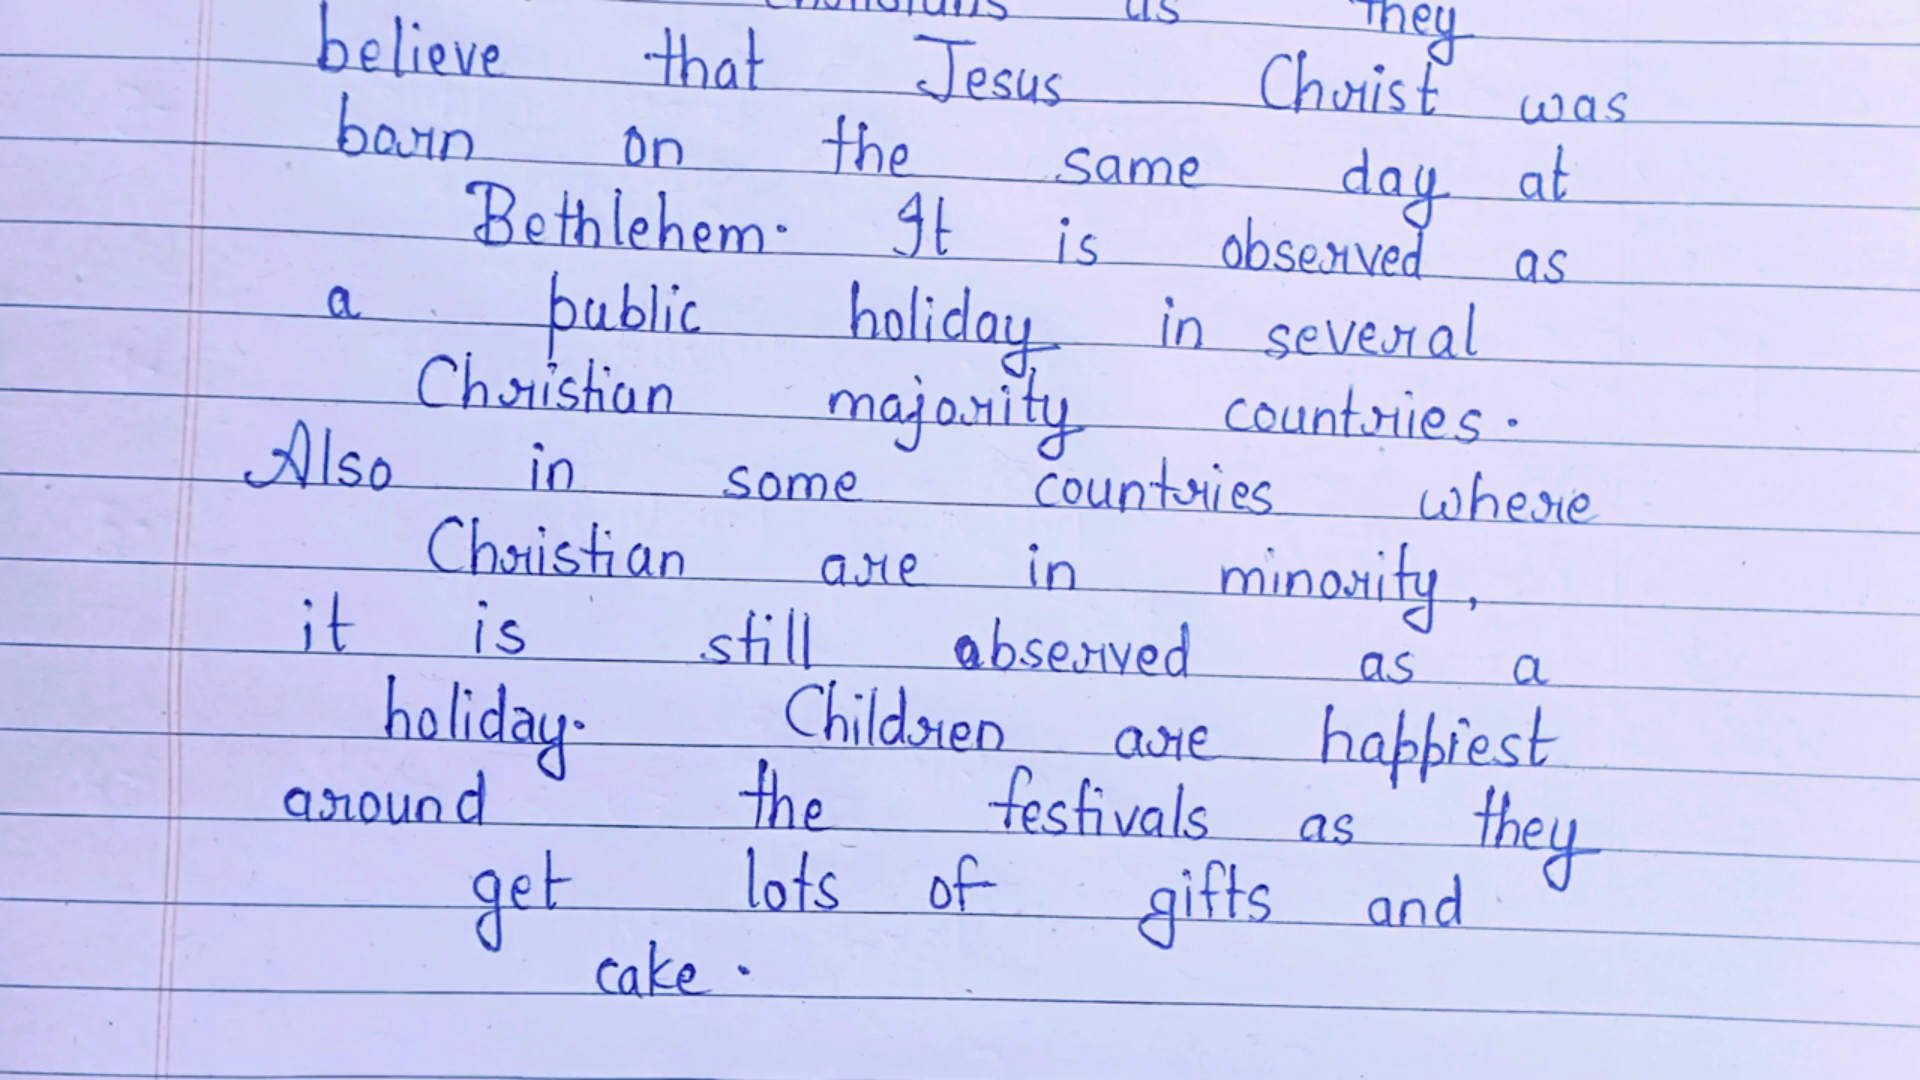 as they
believe that Jesus Christ was
born on the same day at
Bethlehem. It is observed as
a public holiday in several
Christian majority countries.
Also in some countries where
Christian are in minority,
it is still observed as a
holiday. Children are happiest
around the festivals as they
get lots of gifts and
cake.